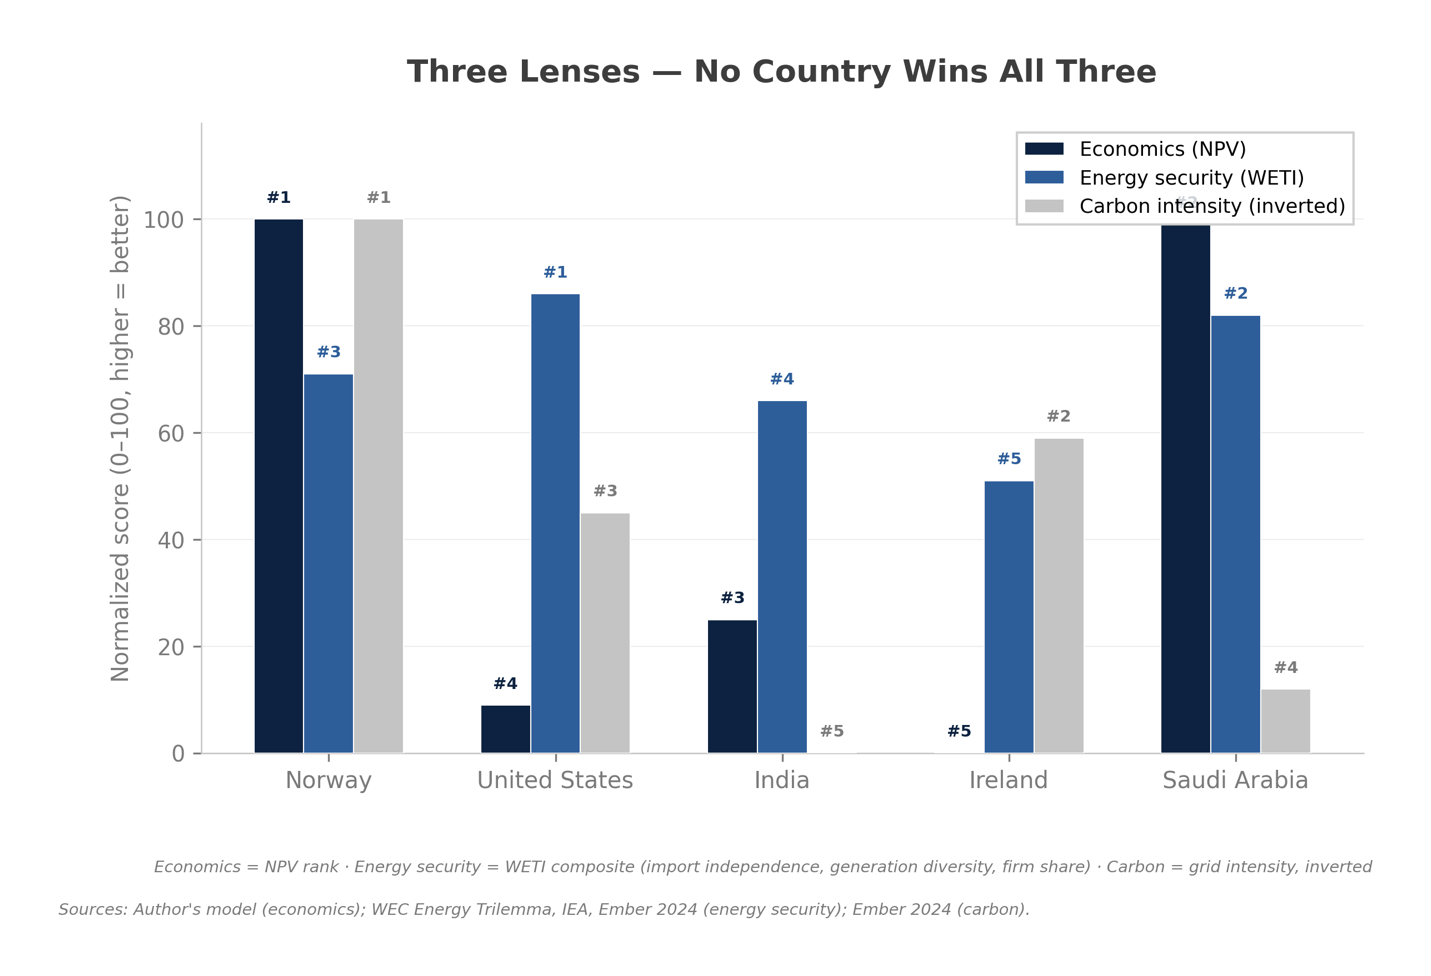 Three Lenses — No Country Wins All Three
Economics (NPV)
Energy security (WETI)
Carbon intensity (inverted)
Normalized score (0–100, higher = better)
100
80
60
40
20
0
#1
#3
#1
#4
#1
#3
#3
#4
#5
#5
#5
#2
#2
#4
Norway
United States
India
Ireland
Saudi Arabia
Economics = NPV rank · Energy security = WETI composite (import independence, generation diversity, firm share) · Carbon = grid intensity, inverted
Sources: Author's model (economics); WEC Energy Trilemma, IEA, Ember 2024 (energy security); Ember 2024 (carbon).